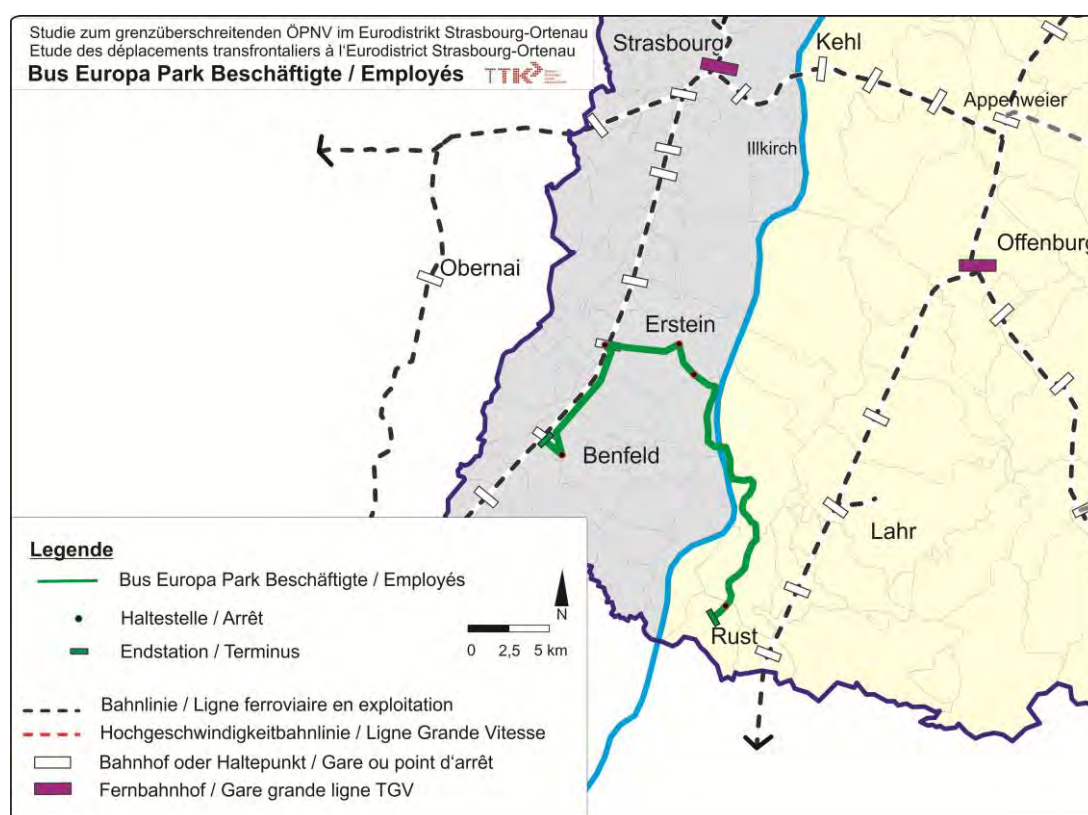 Studie zum grenzüberschreitenden ÖPNV im Eurodistrikt Strasbourg-Ortenau
Etude des déplacements transfrontaliers à l'Eurodistrict Strasbourg-Ortenau
Bus Europa Park Beschäftigte / Employés TTK
Strasbourg
Kehl
Appenweier
Illkirch
Offenburg
Obernai
Erstein
Benfeld
Lahr
Rust
Legende
Bus Europa Park Beschäftigte / Employés
Haltestelle / Arrêt
Endstation / Terminus
N
0 2,5 5 km
Bahnlinie / Ligne ferroviaire en exploitation
Hochgeschwindigkeitbahnlinie / Ligne Grande Vitesse
Bahnhof oder Haltepunkt / Gare ou point d'arrêt
Fernbahnhof / Gare grande ligne TGV